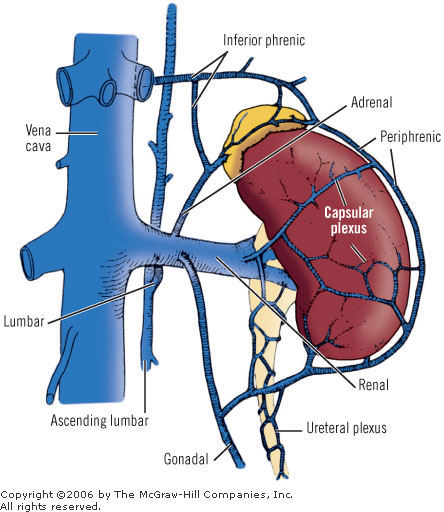 Inferior phrenic
Adrenal
Periphrenic
Vena
cava
Capsular
plexus
Lumbar
Renal
Ascending lumbar
Ureteral plexus
Gonadal
Copyright ©2006 by The McGraw-Hill Companies, Inc.
All rights reserved.